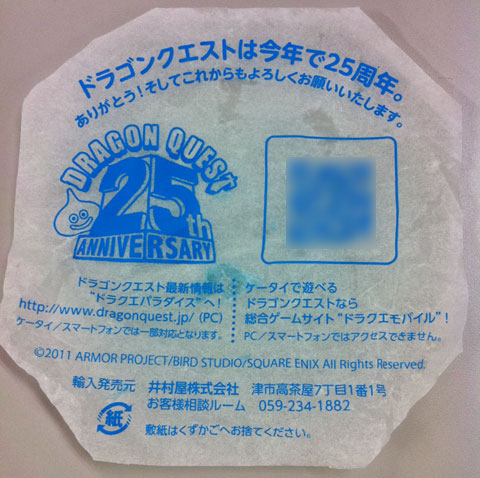 ドラゴンクエストは今年で25周年。
ありがとう!そしてこれからもよろしくお願いいたします。
DRAGON QUEST
25th
ANNIVERSARY
ドラゴンクエスト最新情報は
"ドラクエパラダイス"へ!
http://www.dragonquest.jp/ (PC)
ケータイ/スマートフォンでは一部対応となります。
ケータイで遊べる
ドラゴンクエストなら
総合ゲームサイト"ドラクエモバイル"!
PC/スマートフォンではアクセスできません。
©2011 ARMOR PROJECT/BIRD STUDIO/SQUARE ENIX All Rights Reserved.
輸入発売元 井村屋株式会社 津市高茶屋7丁目1番1号
お客様相談ルーム 059-234-1882
紙
敷紙はくずかごへお捨てください。